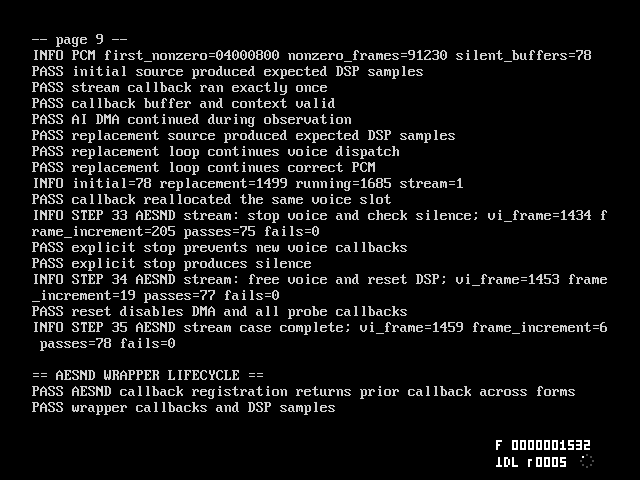 -- page 9 --
INFO PCM first_nonzero=04000800 nonzero_frames=91230 silent_buffers=78
PASS initial source produced expected DSP samples
PASS stream callback ran exactly once
PASS callback buffer and context valid
PASS AI DMA continued during observation
PASS replacement source produced expected DSP samples
PASS replacement loop continues voice dispatch
PASS replacement loop continues correct PCM
INFO initial=78 replacement=1499 running=1685 stream=1
PASS callback reallocated the same voice slot
INFO STEP 33 AESND stream: stop voice and check silence; vi_frame=1434 f
rame_increment=205 passes=75 fails=0
PASS explicit stop prevents new voice callbacks
PASS explicit stop produces silence
INFO STEP 34 AESND stream: free voice and reset DSP; vi_frame=1453 frame
_increment=19 passes=77 fails=0
PASS reset disables DMA and all probe callbacks
INFO STEP 35 AESND stream case complete; vi_frame=1459 frame_increment=6
 passes=78 fails=0

== AESND WRAPPER LIFECYCLE ==
PASS AESND callback registration returns prior callback across forms
PASS wrapper callbacks and DSP samples
F 0000001532
IDL r0005